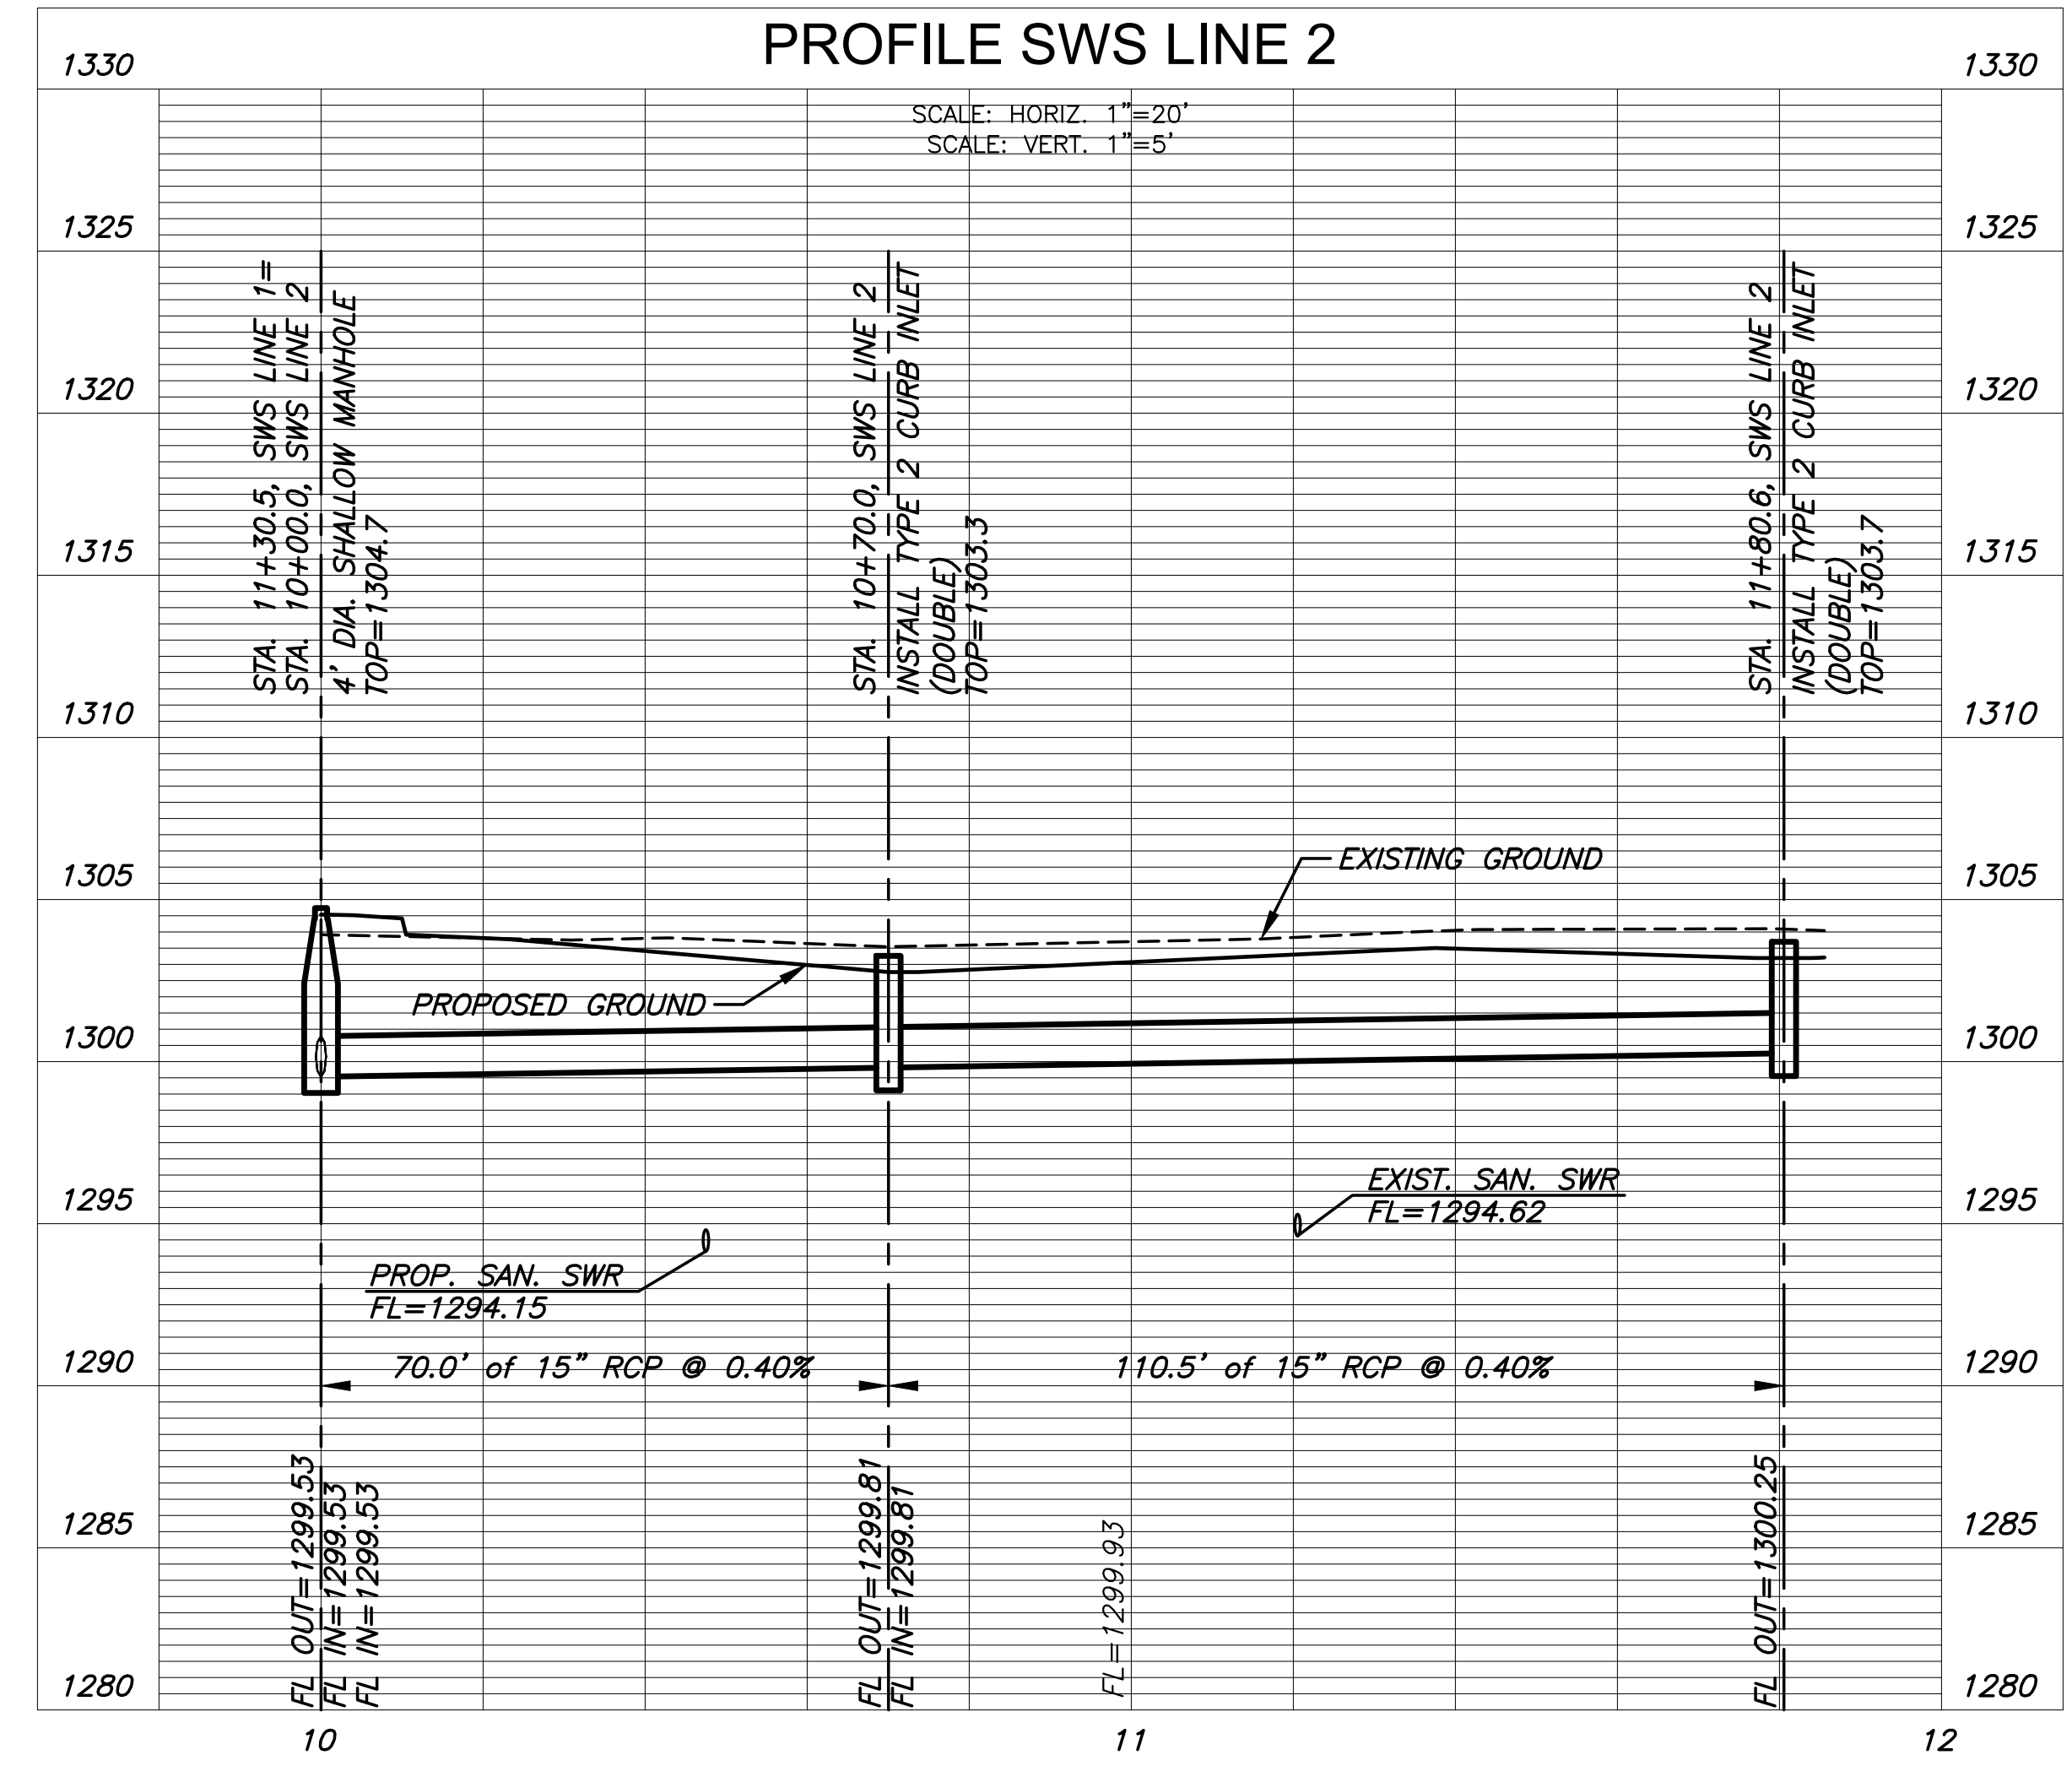 PROFILE SWS LINE 2
SCALE: HORIZ. 1"=20'
SCALE: VERT. 1"=5'
1330
1330
1325
1325
1320
1320
1315
1315
1310
1310
1305
1305
1300
1300
1295
1295
1290
1290
1285
1285
1280
1280
STA. 11+30.5, SWS LINE 1=
STA. 10+00.0, SWS LINE 2
4' DIA. SHALLOW MANHOLE
TOP=1304.7
STA. 10+70.0, SWS LINE 2
INSTALL TYPE 2 CURB INLET
(DOUBLE)
TOP=1303.3
STA. 11+80.6, SWS LINE 2
INSTALL TYPE 2 CURB INLET
(DOUBLE)
TOP=1303.7
EXISTING GROUND
PROPOSED GROUND
EXIST. SAN. SWR
FL=1294.62
PROP. SAN. SWR
FL=1294.15
70.0' of 15" RCP @ 0.40%
110.5' of 15" RCP @ 0.40%
FL OUT=1299.53
FL IN=1299.53
FL IN=1299.53
FL OUT=1299.81
FL IN=1299.81
FL=1299.93
FL OUT=1300.25
10
11
12